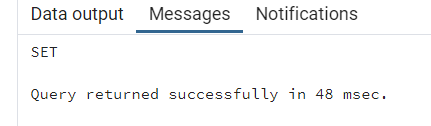 Data output Messages Notifications
SET
Query returned successfully in 48 msec.